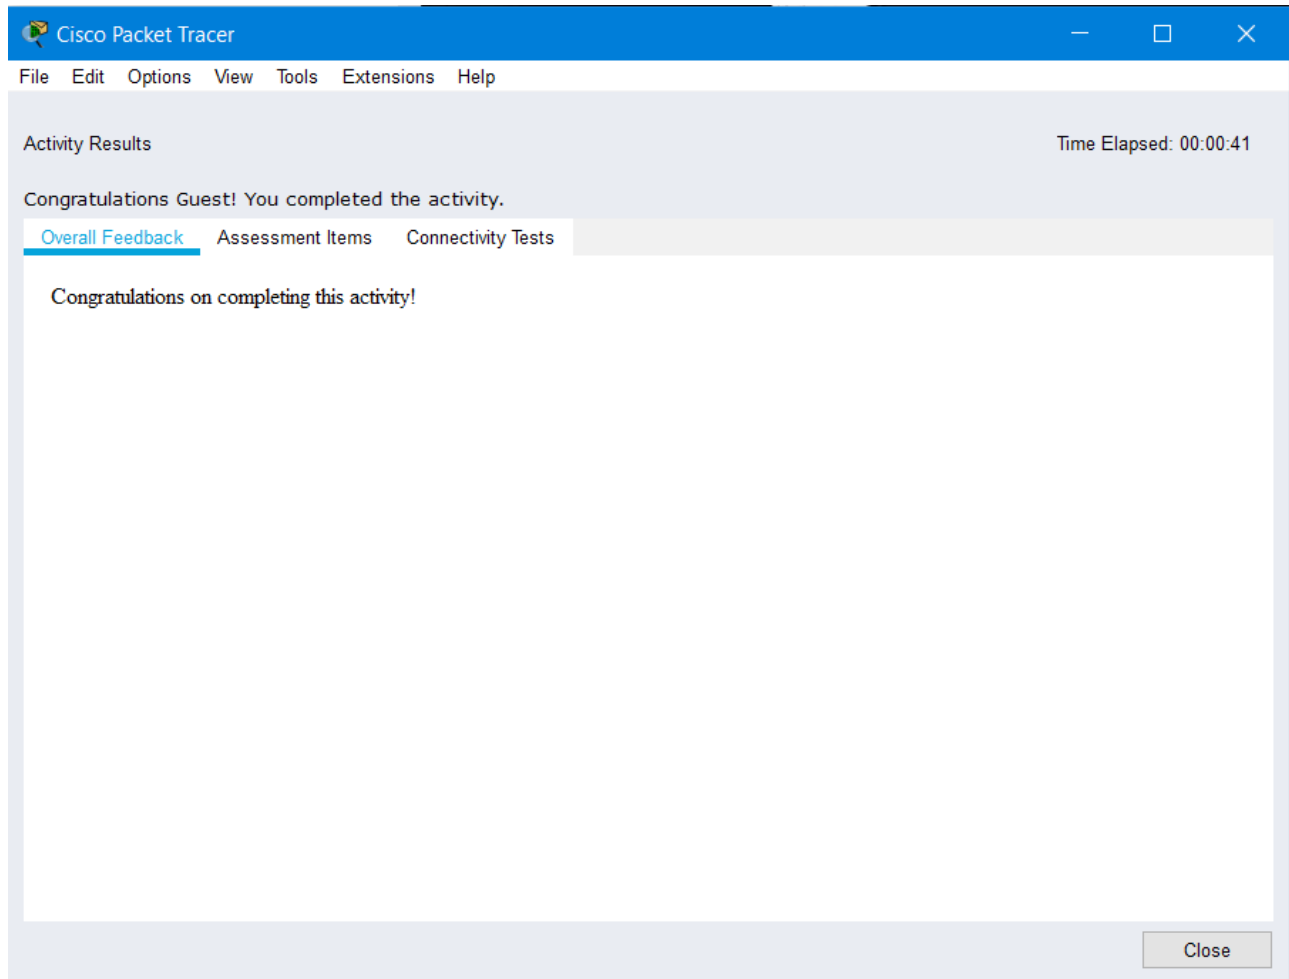 Cisco Packet Tracer
File Edit Options View Tools Extensions Help
Activity Results Time Elapsed: 00:00:41
Congratulations Guest! You completed the activity.
Overall Feedback Assessment Items Connectivity Tests
Congratulations on completing this activity!
Close